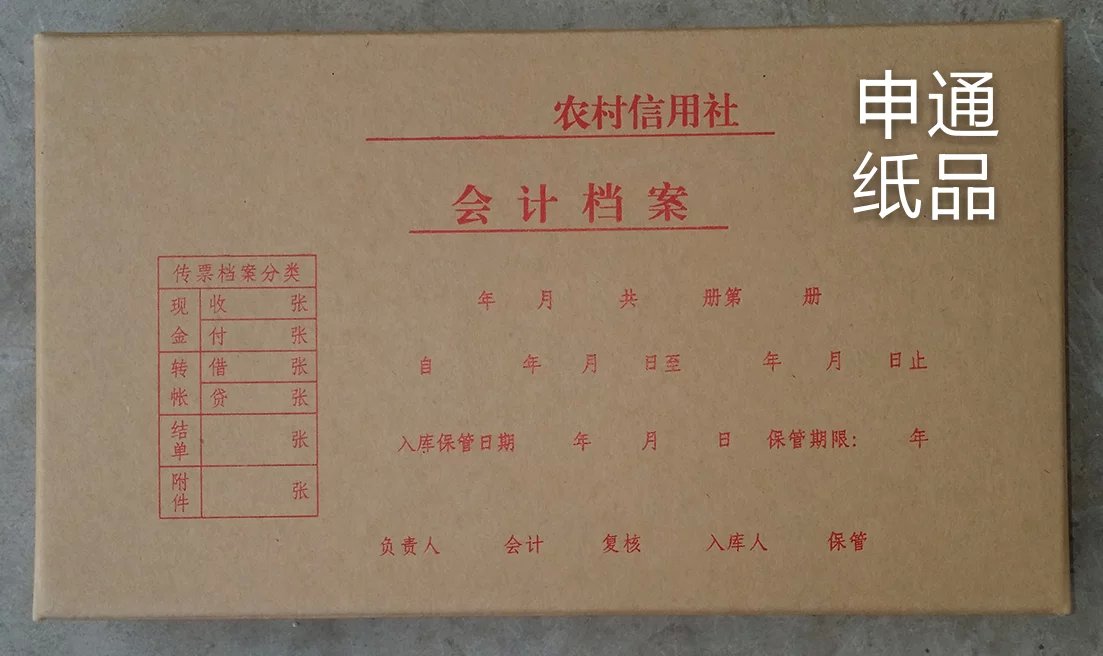 农村信用社
申通
纸品
会计档案
传票档案分类
现金 收 张
付 张
转帐 借 张
贷 张
结单 张
附件 张
年 月 共 册第 册
自 年 月 日至 年 月 日止
入库保管日期 年 月 日 保管期限: 年
负责人 会计 复核 入库人 保管